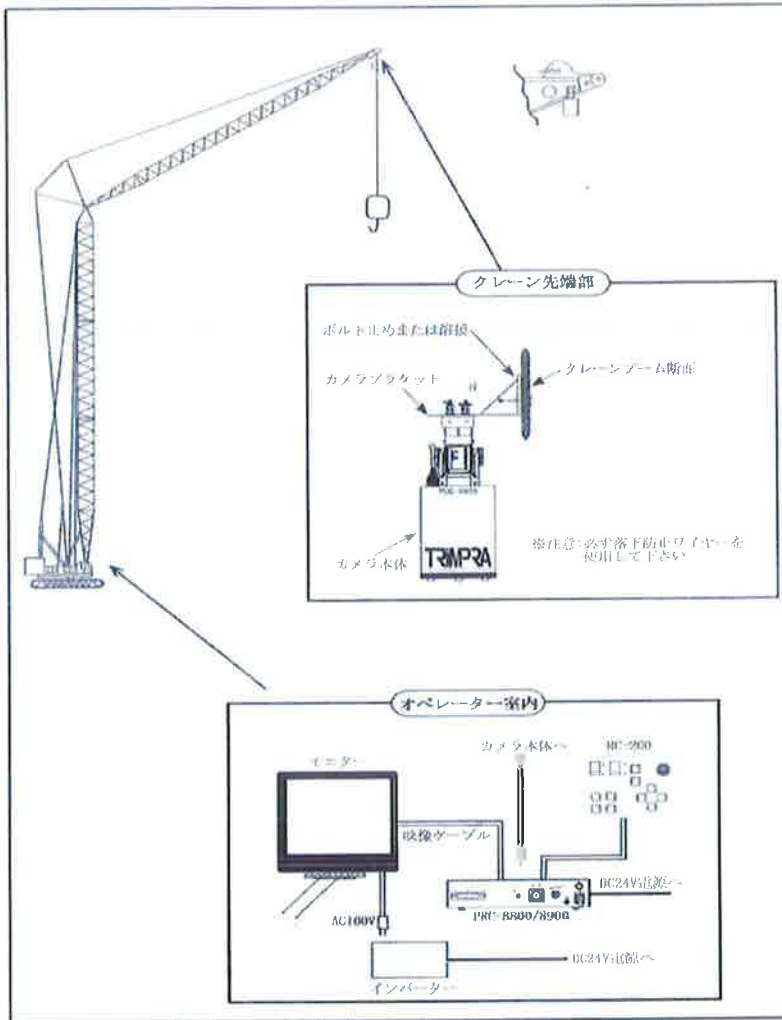 クレーン先端部
ボルト止めまたは溶接
カメラブラケット
クレーンブーム断面
TRIMPRA
カメラ本体
※注意:必ず落下防止ワイヤーを
使用して下さい
オペレーター室内
カメラ本体へ
RC-200
モニター
映像ケーブル
DC24V電源へ
PRC-8800/8900
AC100V
DC24V電源へ
インバーター